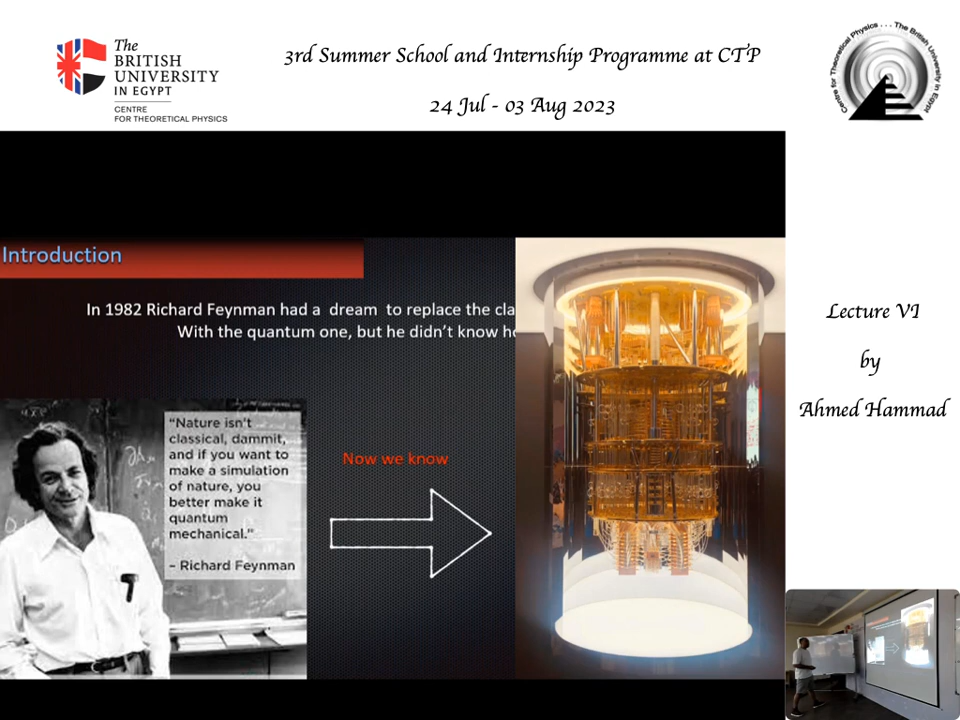 The
BRITISH
UNIVERSITY
IN EGYPT
CENTRE
FOR THEORETICAL PHYSICS
3rd Summer School and Internship Programme at CTP
24 Jul - 03 Aug 2023
Centre for Theoretical Physics . . . The British University in Egypt
Introduction
In 1982 Richard Feynman had a dream to replace the cla
With the quantum one, but he didn't know h
"Nature isn't
classical, dammit,
and if you want to
make a simulation
of nature, you
better make it
quantum
mechanical."
– Richard Feynman
Now we know
Lecture VI
by
Ahmed Hammad